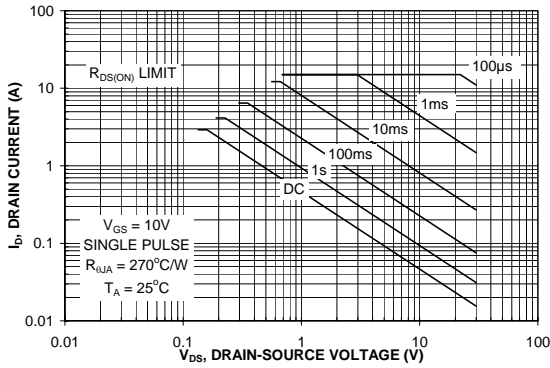 100
10
1
0.1
0.01
I_D, DRAIN CURRENT (A)
R_DS(ON) LIMIT
100µs
1ms
10ms
100ms
1s
DC
V_GS = 10V
SINGLE PULSE
R_θJA = 270°C/W
T_A = 25°C
0.01
0.1
1
10
100
V_DS, DRAIN-SOURCE VOLTAGE (V)